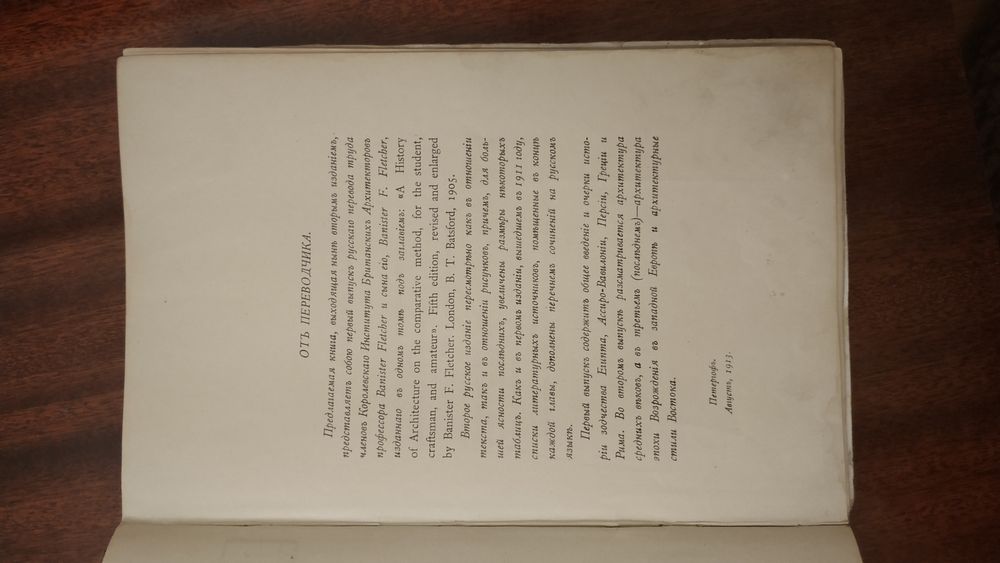 ОТЪ ПЕРЕВОДЧИКА.
Предлагаемая книга, выходящая нынѣ вторымъ изданіемъ,
представляетъ собою первый выпускъ русскаго перевода труда
членовъ Королевскаго Института Британскихъ Архитекторовъ
профессора Banister Fletcher и сына его, Banister F. Fletcher,
изданнаго въ одномъ томѣ подъ заглавіемъ: «A History
of Architecture on the comparative method, for the student,
craftsman, and amateur». Fifth edition, revised and enlarged
by Banister F. Fletcher. London, B. T. Batsford, 1905.
Второе русское изданіе пересмотрѣно какъ въ отношеніи
текста, такъ и въ отношеніи рисунковъ, причемъ, для боль-
шей ясности послѣднихъ, увеличены размѣры нѣкоторыхъ
таблицъ. Какъ и въ первомъ изданіи, вышедшемъ въ 1911 году,
списки литературныхъ источниковъ, помѣщенные въ концѣ
каждой главы, дополнены перечнемъ сочиненій на русскомъ
языкѣ.
Первый выпускъ содержитъ общее введеніе и очерки исто-
ріи зодчества Египта, Ассиро-Вавилоніи, Персіи, Греціи и
Рима. Во второмъ выпускѣ разсматривается архитектура
среднихъ вѣковъ, а въ третьемъ (послѣднемъ)—архитектура
эпохи Возрожденія въ западной Европѣ и архитектурные
стили Востока.
Петергофъ.
Августъ, 1913.